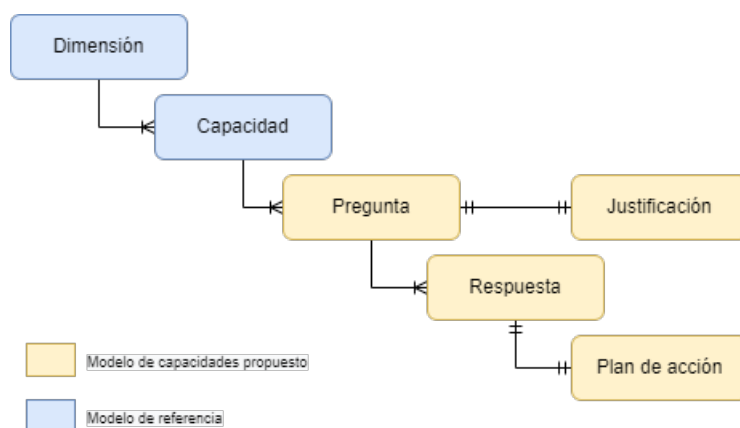 Dimensión
Capacidad
Pregunta
Justificación
Respuesta
Plan de acción
Modelo de capacidades propuesto
Modelo de referencia